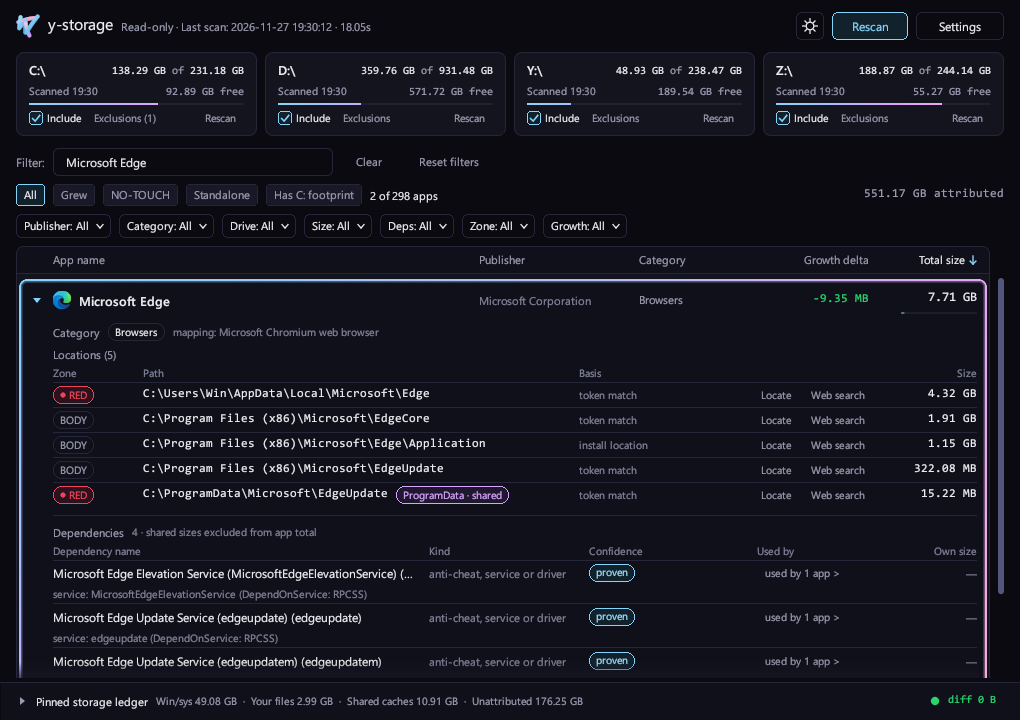 y-storage Read-only · Last scan: 2026-11-27 19:30:12 · 18.05s Rescan Settings
C:\ 138.29 GB of 231.18 GB
Scanned 19:30 92.89 GB free
Include Exclusions (1) Rescan
D:\ 359.76 GB of 931.48 GB
Scanned 19:30 571.72 GB free
Include Exclusions Rescan
Y:\ 48.93 GB of 238.47 GB
Scanned 19:30 189.54 GB free
Include Exclusions Rescan
Z:\ 188.87 GB of 244.14 GB
Scanned 19:30 55.27 GB free
Include Exclusions Rescan
Filter: Microsoft Edge Clear Reset filters
All Grew NO-TOUCH Standalone Has C: footprint 2 of 298 apps 551.17 GB attributed
Publisher: All Category: All Drive: All Size: All Deps: All Zone: All Growth: All
App name Publisher Category Growth delta Total size ↓
Microsoft Edge Microsoft Corporation Browsers -9.35 MB 7.71 GB
Category Browsers mapping: Microsoft Chromium web browser
Locations (5)
Zone Path Basis Size
RED C:\Users\Win\AppData\Local\Microsoft\Edge token match Locate Web search 4.32 GB
BODY C:\Program Files (x86)\Microsoft\EdgeCore token match Locate Web search 1.91 GB
BODY C:\Program Files (x86)\Microsoft\Edge\Application install location Locate Web search 1.15 GB
BODY C:\Program Files (x86)\Microsoft\EdgeUpdate token match Locate Web search 322.08 MB
RED C:\ProgramData\Microsoft\EdgeUpdate ProgramData · shared token match Locate Web search 15.22 MB
Dependencies 4 · shared sizes excluded from app total
Dependency name Kind Confidence Used by Own size
Microsoft Edge Elevation Service (MicrosoftEdgeElevationService) (... anti-cheat, service or driver proven used by 1 app > —
service: MicrosoftEdgeElevationService (DependOnService: RPCSS)
Microsoft Edge Update Service (edgeupdate) (edgeupdate) anti-cheat, service or driver proven used by 1 app > —
service: edgeupdate (DependOnService: RPCSS)
Microsoft Edge Update Service (edgeupdatem) (edgeupdatem) anti-cheat, service or driver proven used by 1 app > —
Pinned storage ledger Win/sys 49.08 GB · Your files 2.99 GB · Shared caches 10.91 GB · Unattributed 176.25 GB diff 0 B